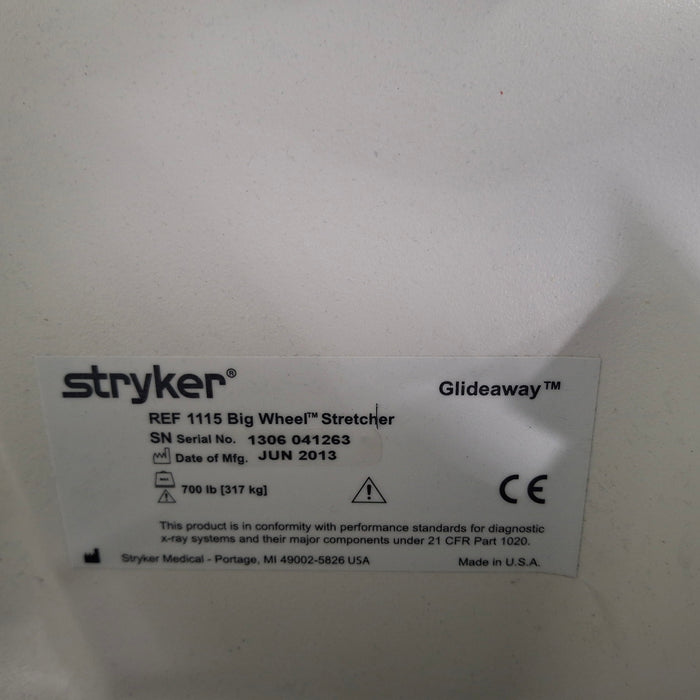 stryker® Glideaway™
REF 1115 Big Wheel™ Stretcher
SN Serial No. 1306 041263
Date of Mfg. JUN 2013
700 lb [317 kg]
CE
This product is in conformity with performance standards for diagnostic
x-ray systems and their major components under 21 CFR Part 1020.
Stryker Medical - Portage, MI 49002-5826 USA Made in U.S.A.